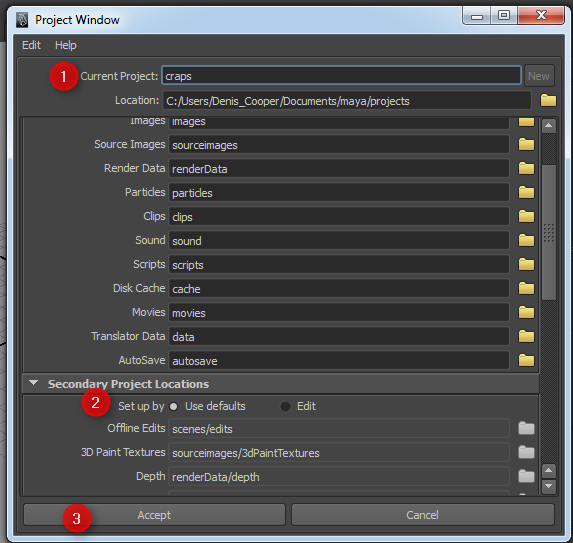 Project Window
Edit Help
1 Current Project: craps New
Location: C:/Users/Denis_Cooper/Documents/maya/projects
Images images
Source Images sourceimages
Render Data renderData
Particles particles
Clips clips
Sound sound
Scripts scripts
Disk Cache cache
Movies movies
Translator Data data
AutoSave autosave
Secondary Project Locations
2 Set up by Use defaults Edit
Offline Edits scenes/edits
3D Paint Textures sourceimages/3dPaintTextures
Depth renderData/depth
3 Accept Cancel